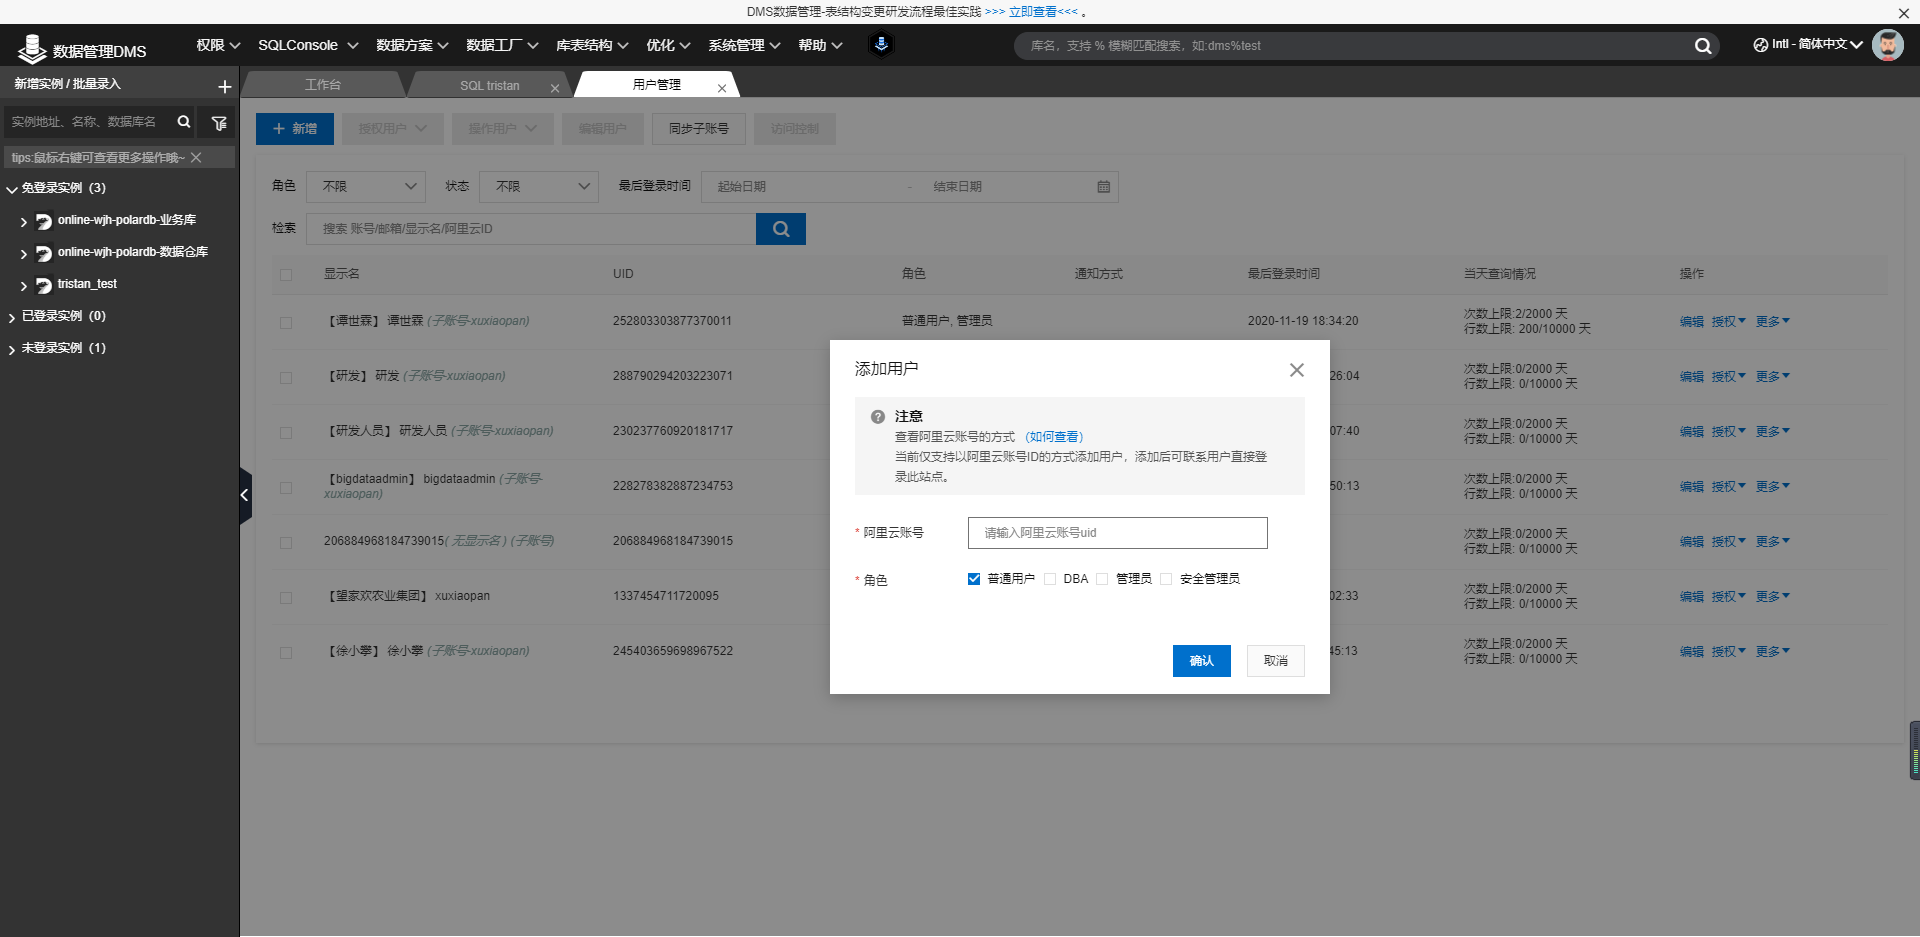 DMS数据管理-表结构变更研发流程最佳实践 >>> 立即查看<<< 。
数据管理DMS
权限 SQLConsole 数据方案 数据工厂 库表结构 优化 系统管理 帮助
库名，支持 % 模糊匹配搜索，如:dms%test
Intl - 简体中文
新增实例 / 批量录入
工作台 SQL tristan 用户管理
实例地址、名称、数据库名
tips:鼠标右键可查看更多操作哦~
免登录实例（3）
online-wjh-polardb-业务库
online-wjh-polardb-数据仓库
tristan_test
已登录实例（0）
未登录实例（1）
新增 授权用户 操作用户 编辑用户 同步子账号 访问控制
角色 不限 状态 不限 最后登录时间 起始日期 - 结束日期
检索 搜索 账号/邮箱/显示名/阿里云ID
显示名 UID 角色 通知方式 最后登录时间 当天查询情况 操作
【谭世霖】 谭世霖 (子账号-xuxiaopan) 252803303877370011 普通用户, 管理员 2020-11-19 18:34:20 次数上限:2/2000 天
行数上限: 200/10000 天 编辑 授权 更多
【研发】 研发 (子账号-xuxiaopan) 288790294203223071 26:04 次数上限:0/2000 天
行数上限: 0/10000 天 编辑 授权 更多
【研发人员】 研发人员 (子账号-xuxiaopan) 230237760920181717 07:40 次数上限:0/2000 天
行数上限: 0/10000 天 编辑 授权 更多
【bigdataadmin】 bigdataadmin (子账号-
xuxiaopan) 228278382887234753 50:13 次数上限:0/2000 天
行数上限: 0/10000 天 编辑 授权 更多
206884968184739015( 无显示名 ) (子账号) 206884968184739015 次数上限:0/2000 天
行数上限: 0/10000 天 编辑 授权 更多
【望家欢农业集团】 xuxiaopan 1337454711720095 02:33 次数上限:0/2000 天
行数上限: 0/10000 天 编辑 授权 更多
【徐小攀】 徐小攀 (子账号-xuxiaopan) 245403659698967522 45:13 次数上限:0/2000 天
行数上限: 0/10000 天 编辑 授权 更多
添加用户
注意
查看阿里云账号的方式 （如何查看）
当前仅支持以阿里云账号ID的方式添加用户，添加后可联系用户直接登
录此站点。
* 阿里云账号 请输入阿里云账号uid
* 角色 普通用户 DBA 管理员 安全管理员
确认 取消